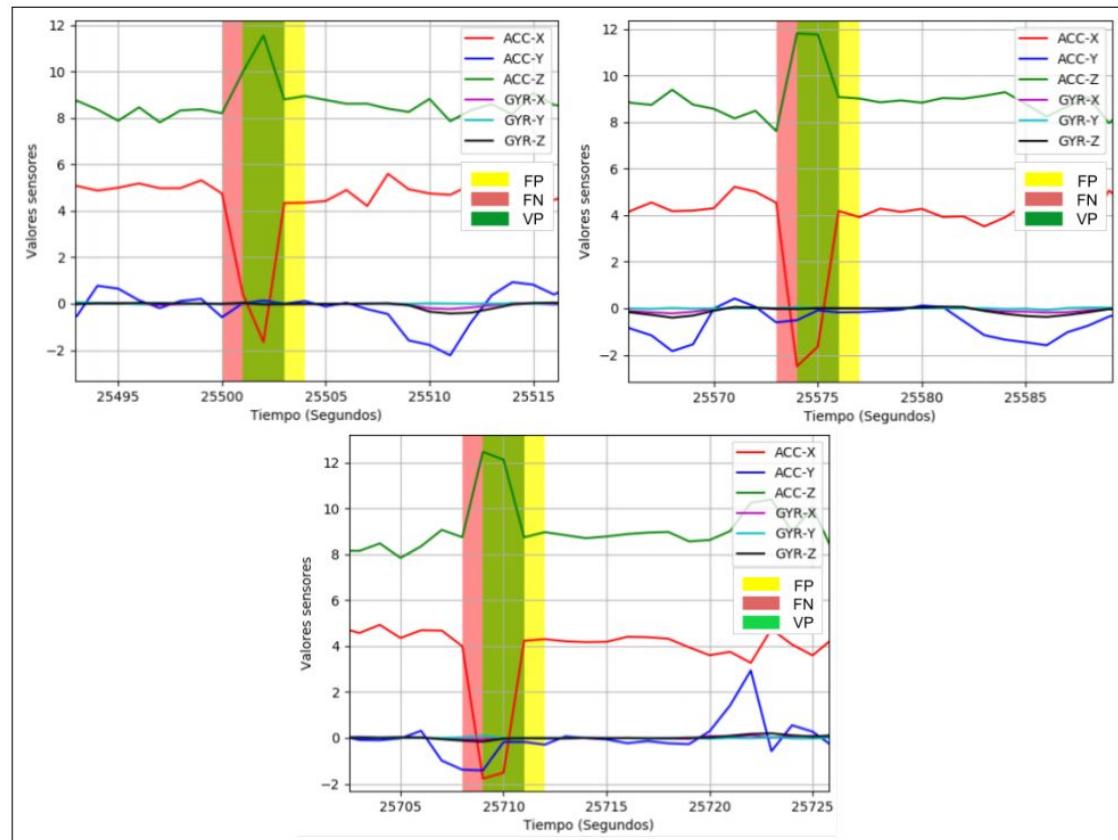 12
10
8
6
4
2
0
−2
Valores sensores
ACC-X
ACC-Y
ACC-Z
GYR-X
GYR-Y
GYR-Z
FP
FN
VP
25495 25500 25505 25510 25515
Tiempo (Segundos)
12
10
8
6
4
2
0
−2
Valores sensores
ACC-X
ACC-Y
ACC-Z
GYR-X
GYR-Y
GYR-Z
FP
FN
VP
25570 25575 25580 25585
Tiempo (Segundos)
12
10
8
6
4
2
0
−2
Valores sensores
ACC-X
ACC-Y
ACC-Z
GYR-X
GYR-Y
GYR-Z
FP
FN
VP
25705 25710 25715 25720 25725
Tiempo (Segundos)